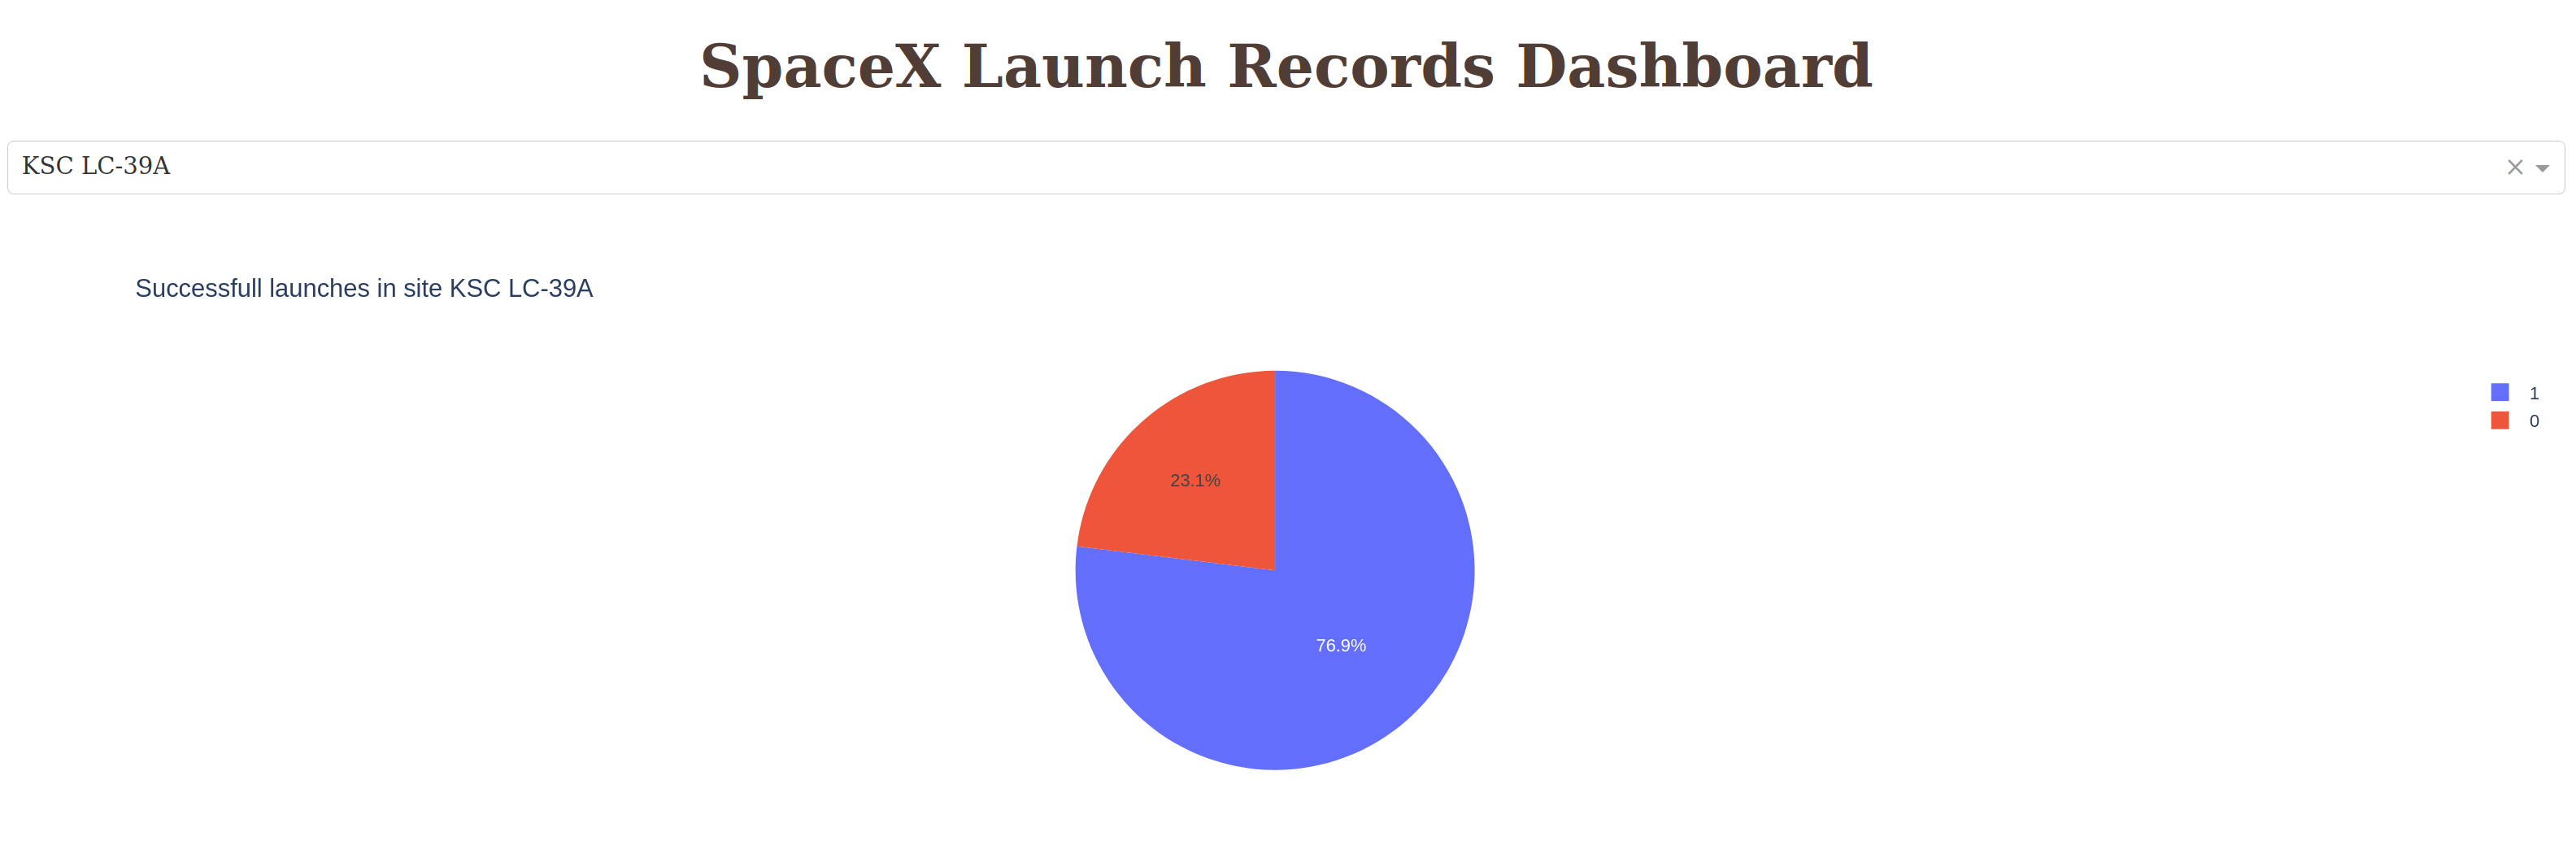 SpaceX Launch Records Dashboard
KSC LC-39A
Successfull launches in site KSC LC-39A
1
0
23.1%
76.9%